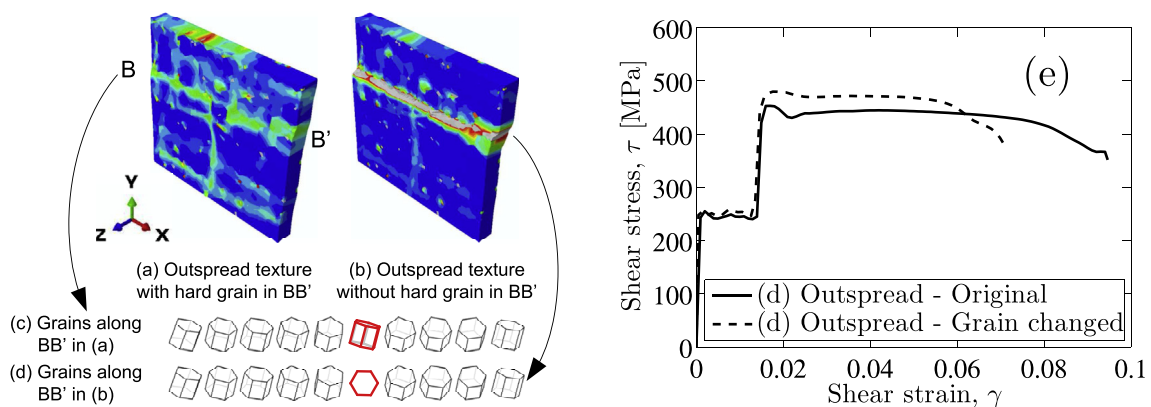 B
B'
Y
Z
X
(a) Outspread texture
with hard grain in BB'
(b) Outspread texture
without hard grain in BB'
(c) Grains along
BB' in (a)
(d) Grains along
BB' in (b)
(e)
Shear stress, τ [MPa]
600
500
400
300
200
100
0
(d) Outspread - Original
(d) Outspread - Grain changed
0 0.02 0.04 0.06 0.08 0.1
Shear strain, γ